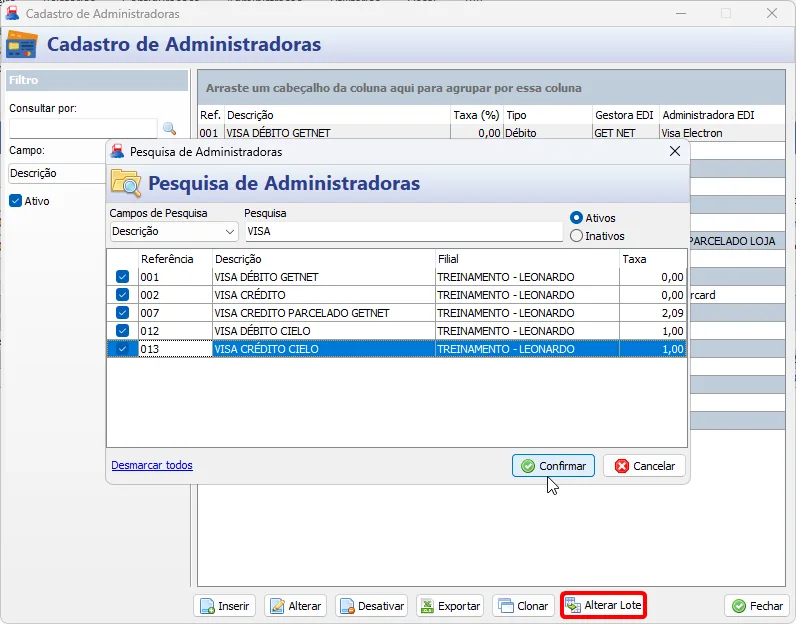 Cadastro de Administradoras
Cadastro de Administradoras
Filtro
Consultar por:
Campo:
Descrição
Ativo
Arraste um cabeçalho da coluna aqui para agrupar por essa coluna
Ref. Descrição Taxa (%) Tipo Gestora EDI Administradora EDI
001 VISA DÉBITO GETNET 0,00 Débito GET NET Visa Electron
PARCELADO LOJA
rcard
Pesquisa de Administradoras
Pesquisa de Administradoras
Campos de Pesquisa Pesquisa
Descrição VISA
Ativos
Inativos
Referência Descrição Filial Taxa
001 VISA DÉBITO GETNET TREINAMENTO - LEONARDO 0,00
002 VISA CRÉDITO TREINAMENTO - LEONARDO 0,00
007 VISA CREDITO PARCELADO GETNET TREINAMENTO - LEONARDO 2,09
012 VISA DÉBITO CIELO TREINAMENTO - LEONARDO 1,00
013 VISA CRÉDITO CIELO TREINAMENTO - LEONARDO 1,00
Desmarcar todos
Confirmar Cancelar
Inserir Alterar Desativar Exportar Clonar Alterar Lote Fechar